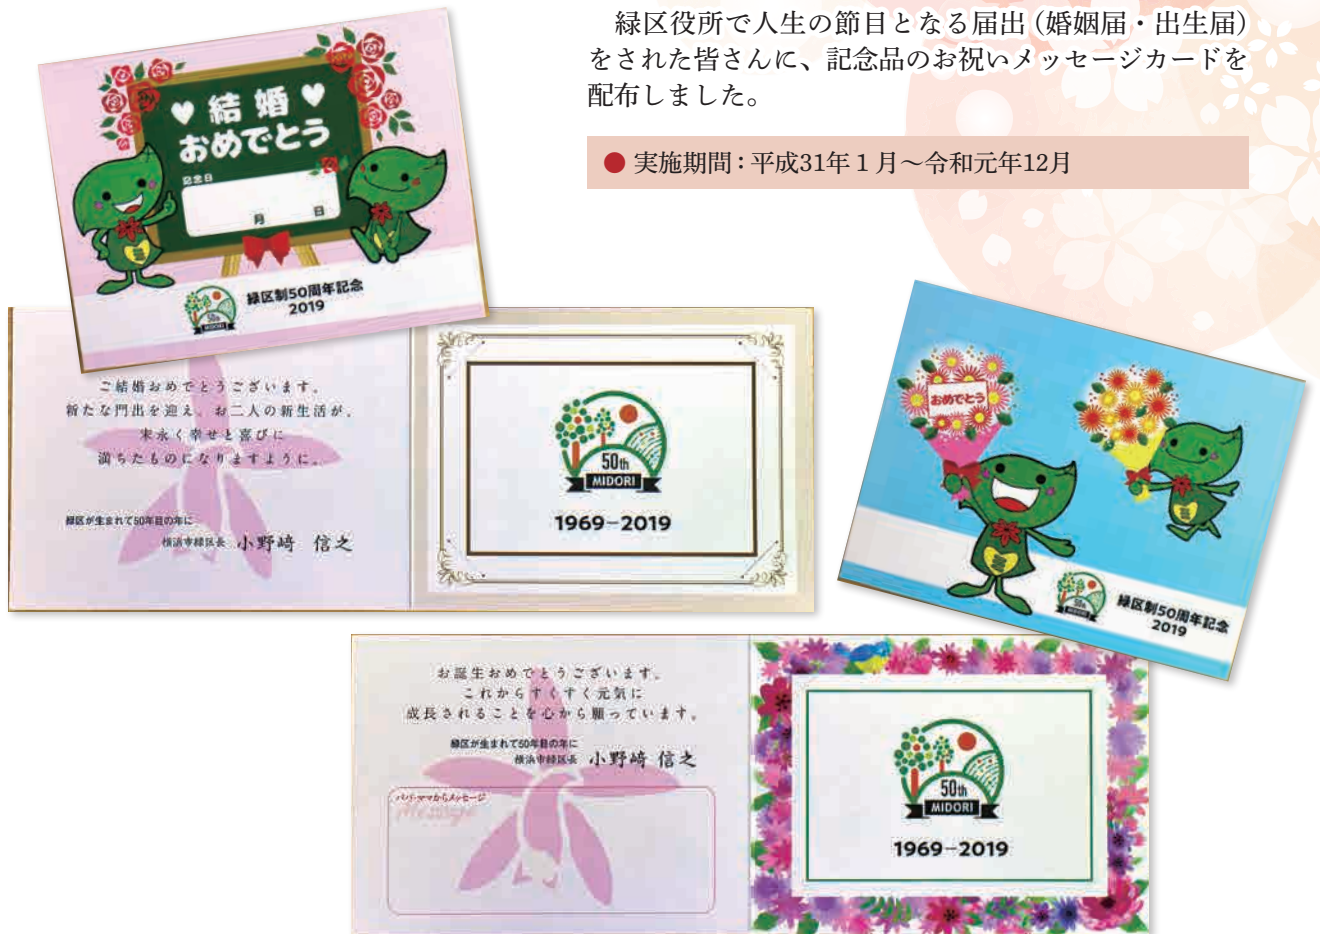 緑区役所で人生の節目となる届出（婚姻届・出生届）
をされた皆さんに、記念品のお祝いメッセージカードを
配布しました。
● 実施期間：平成31年１月〜令和元年12月
♥ 結婚 ♥
おめでとう
記念日
月 日
50th
MIDORI
緑区制50周年記念
2019
ご結婚おめでとうございます。
新たな門出を迎え、お二人の新生活が、
末永く幸せと喜びに
満ちたものになりますように。
緑区が生まれて50年目の年に
横浜市緑区長 小野﨑 信之
50th
MIDORI
1969−2019
おめでとう
50th
MIDORI
緑区制50周年記念
2019
お誕生おめでとうございます。
これからすくすく元気に
成長されることを心から願っています。
緑区が生まれて50年目の年に
横浜市緑区長 小野﨑 信之
パパ・ママからメッセージ
Message
50th
MIDORI
1969−2019